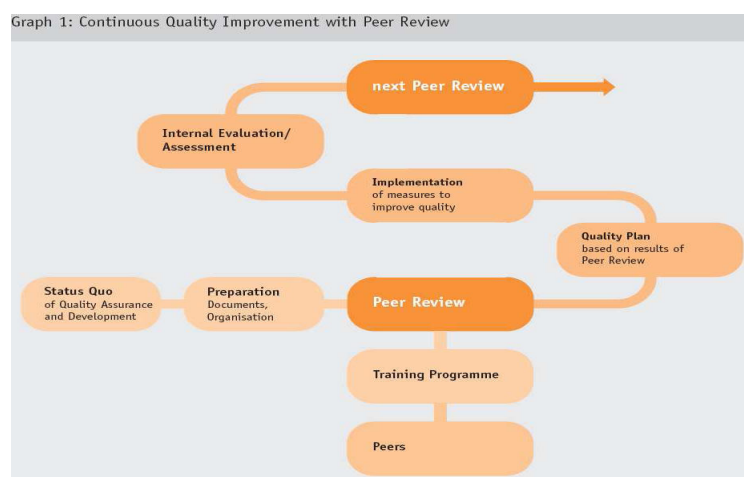 Graph 1: Continuous Quality Improvement with Peer Review
next Peer Review
Internal Evaluation/
Assessment
Implementation
of measures to
improve quality
Quality Plan
based on results of
Peer Review
Status Quo
of Quality Assurance
and Development
Preparation
Documents,
Organisation
Peer Review
Training Programme
Peers